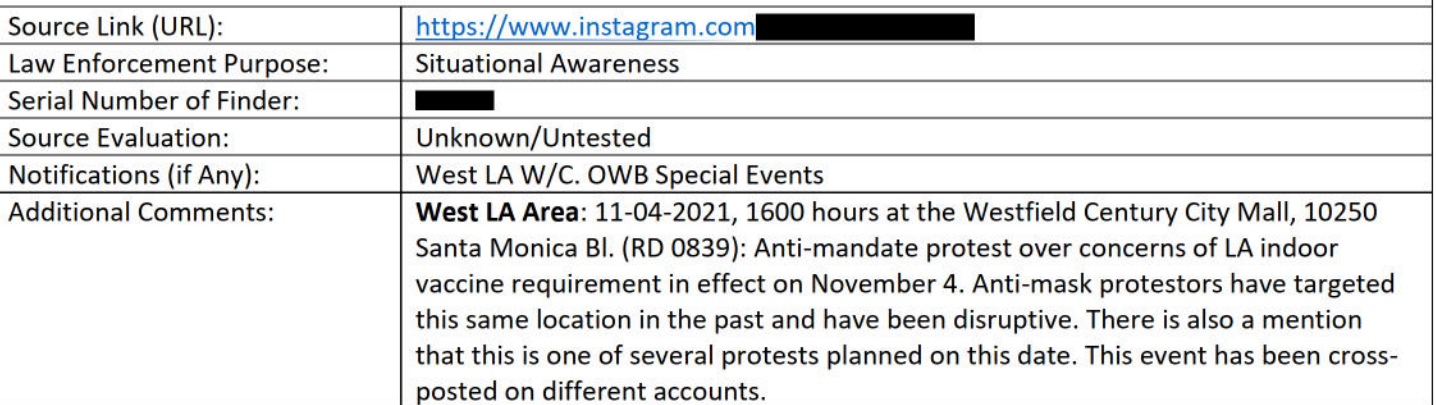 Source Link (URL): https://www.instagram.com
Law Enforcement Purpose: Situational Awareness
Serial Number of Finder:
Source Evaluation: Unknown/Untested
Notifications (if Any): West LA W/C. OWB Special Events
Additional Comments: West LA Area: 11-04-2021, 1600 hours at the Westfield Century City Mall, 10250
Santa Monica Bl. (RD 0839): Anti-mandate protest over concerns of LA indoor
vaccine requirement in effect on November 4. Anti-mask protestors have targeted
this same location in the past and have been disruptive. There is also a mention
that this is one of several protests planned on this date. This event has been cross-
posted on different accounts.